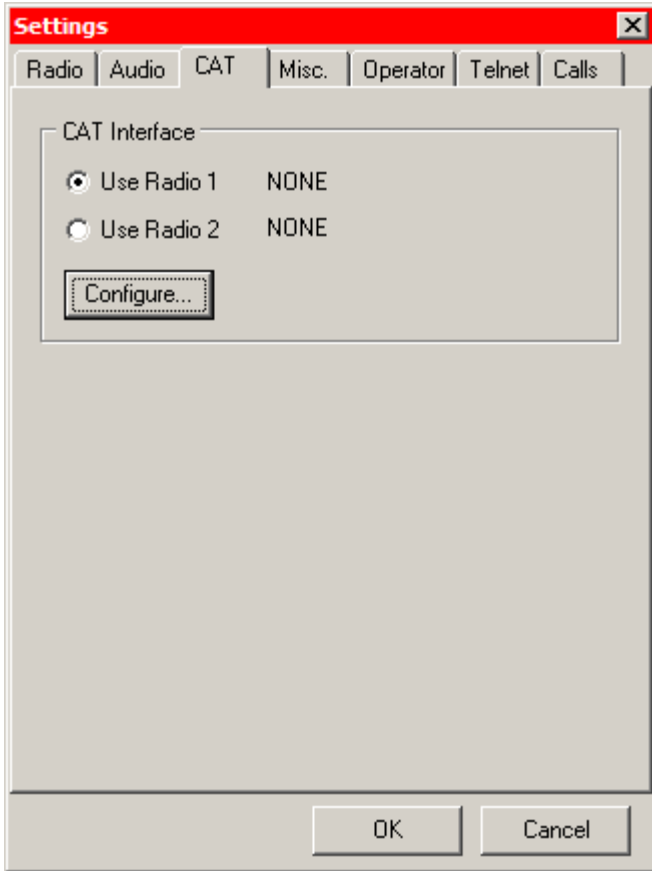 Settings
Radio Audio CAT Misc. Operator Telnet Calls
CAT Interface
Use Radio 1 NONE
Use Radio 2 NONE
Configure...
OK Cancel